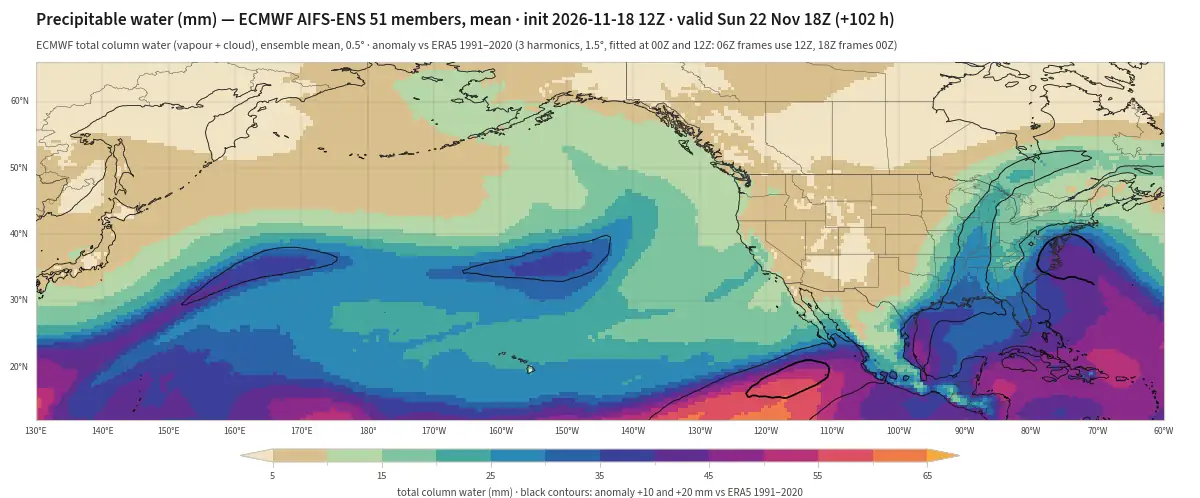 Precipitable water (mm) — ECMWF AIFS-ENS 51 members, mean · init 2026-11-18 12Z · valid Sun 22 Nov 18Z (+102 h)
ECMWF total column water (vapour + cloud), ensemble mean, 0.5° · anomaly vs ERA5 1991–2020 (3 harmonics, 1.5°, fitted at 00Z and 12Z: 06Z frames use 12Z, 18Z frames 00Z)
60°N
50°N
40°N
30°N
20°N
130°E 140°E 150°E 160°E 170°E 180° 170°W 160°W 150°W 140°W 130°W 120°W 110°W 100°W 90°W 80°W 70°W 60°W
5 15 25 35 45 55 65
total column water (mm) · black contours: anomaly +10 and +20 mm vs ERA5 1991–2020